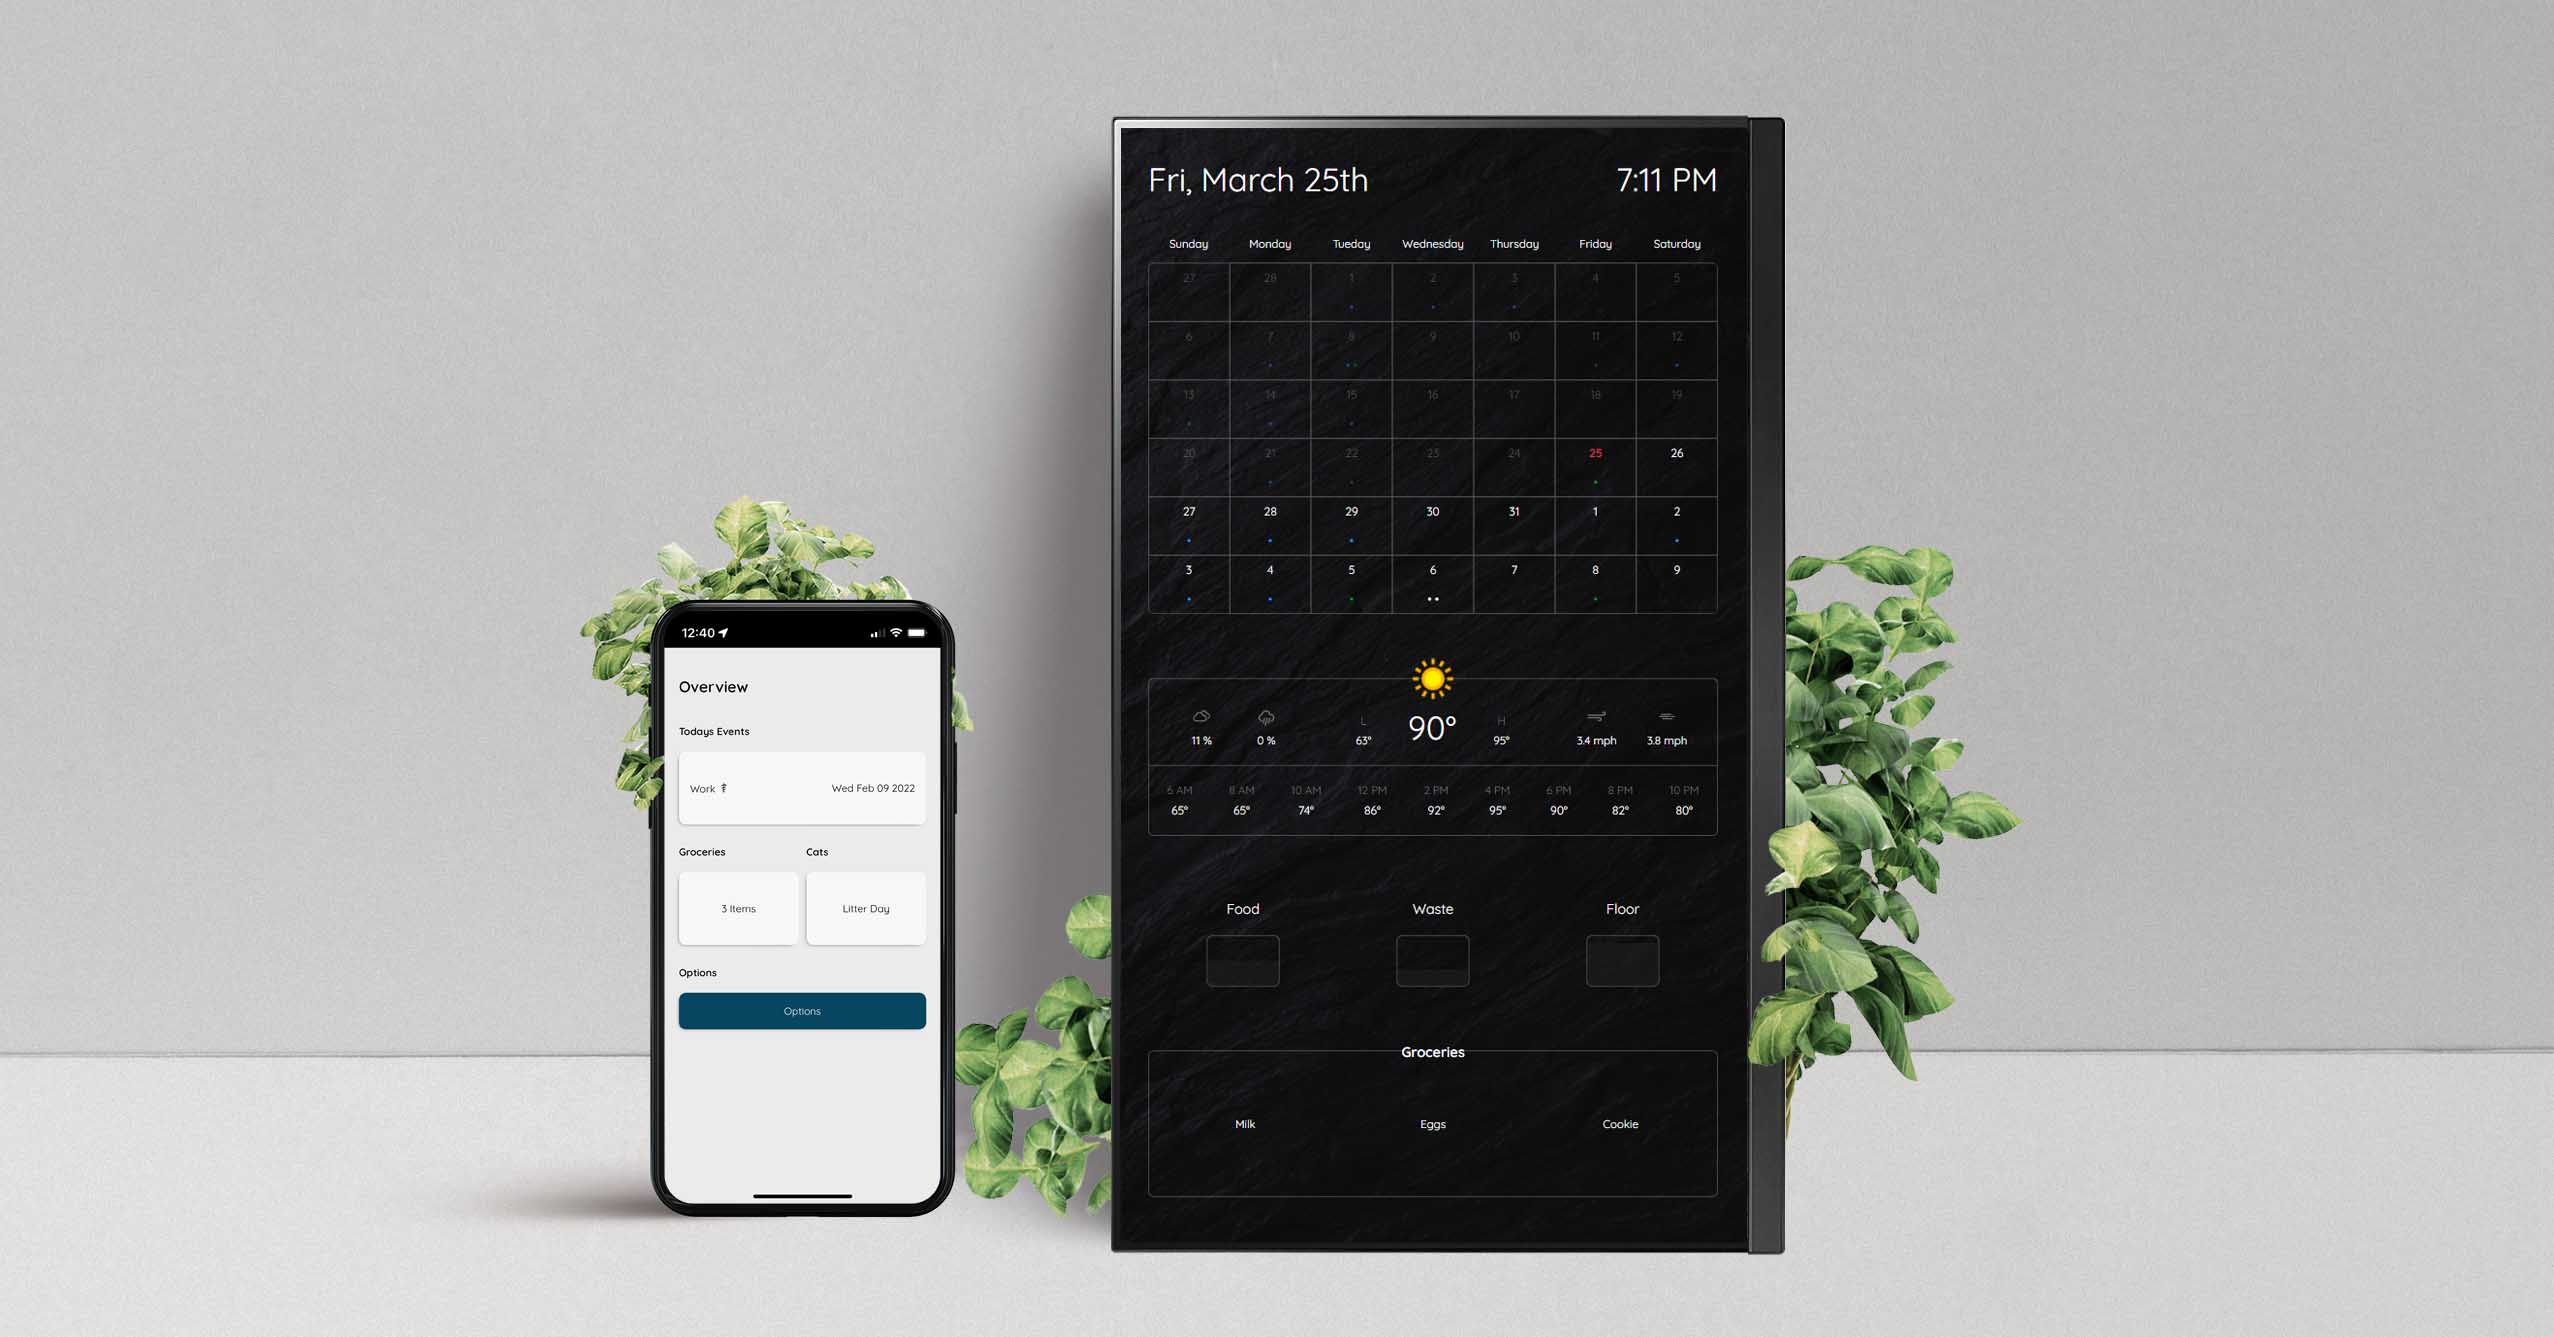 12:40
Overview
Todays Events
Work
Wed Feb 09 2022
Groceries
Cats
3 Items
Litter Day
Options
Options
Fri, March 25th
7:11 PM
Sunday Monday Tueday Wednesday Thursday Friday Saturday
27 28 1 2 3 4 5
6 7 8 9 10 11 12
13 14 15 16 17 18 19
20 21 22 23 24 25 26
27 28 29 30 31 1 2
3 4 5 6 7 8 9
L 90° H
11 % 0 % 63° 95° 3.4 mph 3.8 mph
6 AM 8 AM 10 AM 12 PM 2 PM 4 PM 6 PM 8 PM 10 PM
65° 65° 74° 86° 92° 95° 90° 82° 80°
Food Waste Floor
Groceries
Milk Eggs Cookie